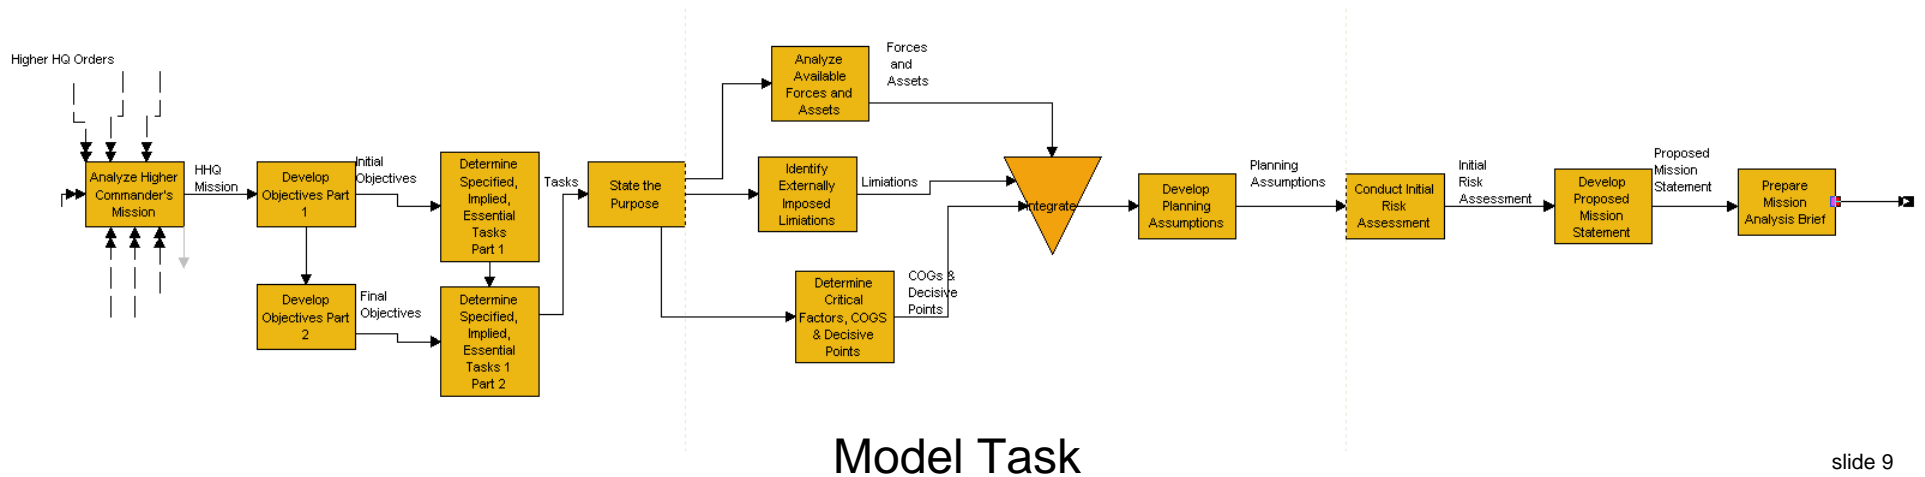 Higher HQ Orders
Analyze Higher
Commander's
Mission
HHQ
Mission
Develop
Objectives Part
1
Initial
Objectives
Develop
Objectives Part
2
Final
Objectives
Determine
Specified,
Implied,
Essential
Tasks
Part 1
Determine
Specified,
Implied,
Essential
Tasks 1
Part 2
Tasks
State the
Purpose
Analyze
Available
Forces and
Assets
Forces
and
Assets
Identify
Externally
Imposed
Limiations
Limiations
Determine
Critical
Factors, COGS
& Decisive
Points
COGs &
Decisive
Points
Integrate
Develop
Planning
Assumptions
Planning
Assumptions
Conduct Initial
Risk
Assessment
Initial
Risk
Assessment
Develop
Proposed
Mission
Statement
Proposed
Mission
Statement
Prepare
Mission
Analysis Brief
Model Task
slide 9